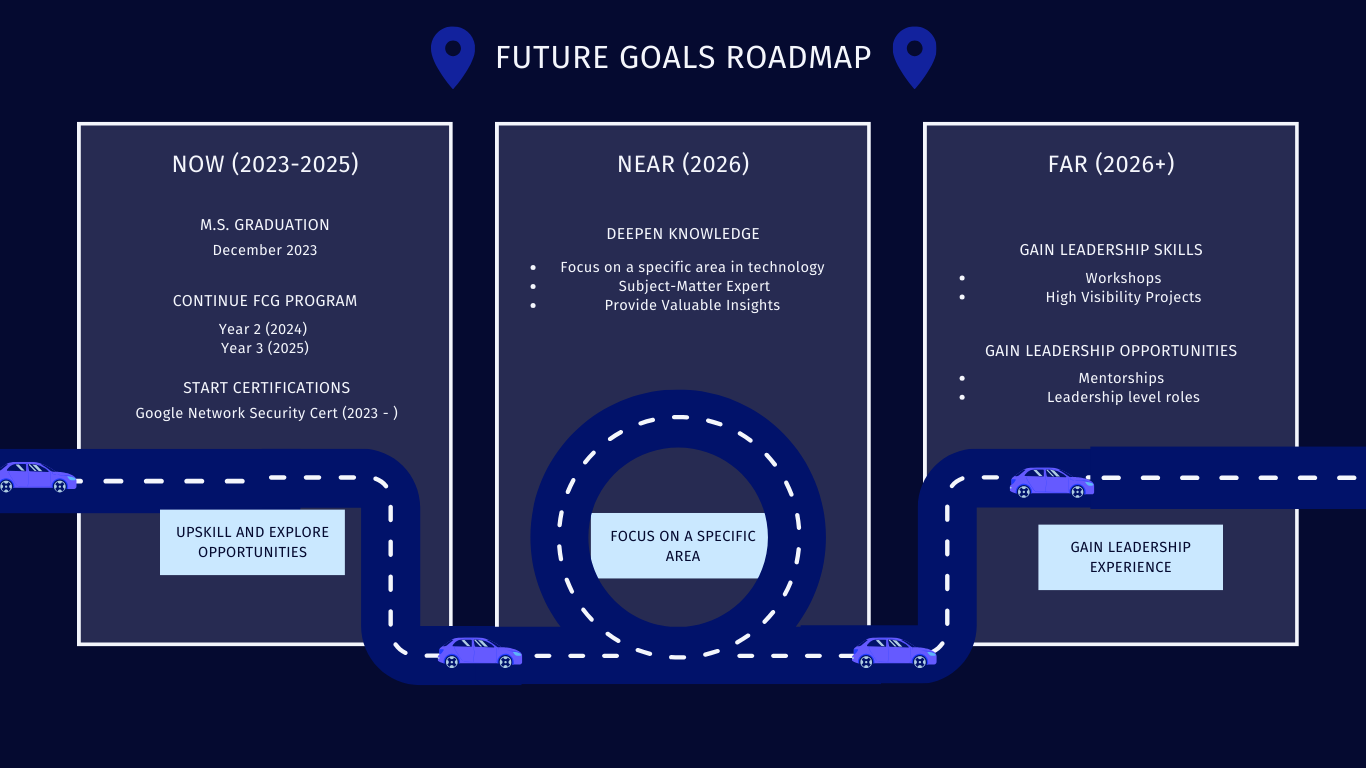 FUTURE GOALS ROADMAP
NOW (2023-2025)
M.S. GRADUATION
December 2023
CONTINUE FCG PROGRAM
Year 2 (2024)
Year 3 (2025)
START CERTIFICATIONS
Google Network Security Cert (2023 - )
UPSKILL AND EXPLORE
OPPORTUNITIES
NEAR (2026)
DEEPEN KNOWLEDGE
• Focus on a specific area in technology
• Subject-Matter Expert
• Provide Valuable Insights
FOCUS ON A SPECIFIC
AREA
FAR (2026+)
GAIN LEADERSHIP SKILLS
• Workshops
• High Visibility Projects
GAIN LEADERSHIP OPPORTUNITIES
• Mentorships
• Leadership level roles
GAIN LEADERSHIP
EXPERIENCE